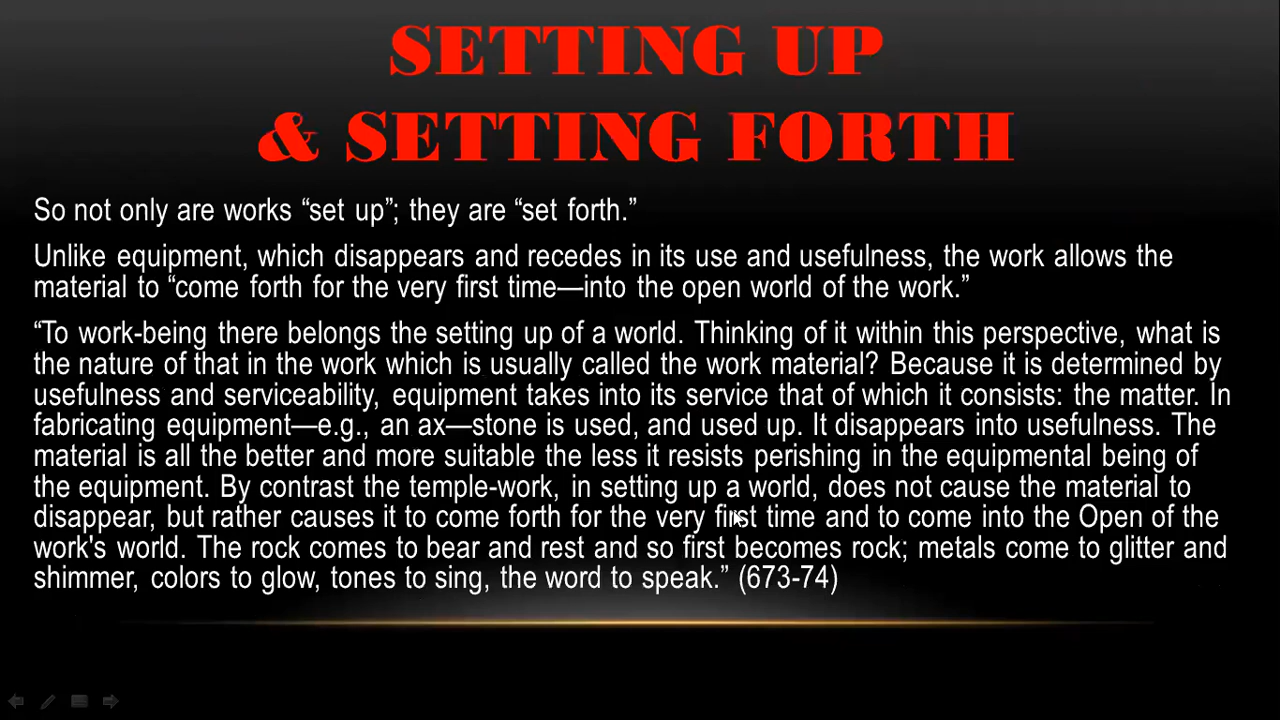 SETTING UP
& SETTING FORTH
So not only are works “set up”; they are “set forth.”
Unlike equipment, which disappears and recedes in its use and usefulness, the work allows the
material to “come forth for the very first time—into the open world of the work.”
“To work-being there belongs the setting up of a world. Thinking of it within this perspective, what is
the nature of that in the work which is usually called the work material? Because it is determined by
usefulness and serviceability, equipment takes into its service that of which it consists: the matter. In
fabricating equipment—e.g., an ax—stone is used, and used up. It disappears into usefulness. The
material is all the better and more suitable the less it resists perishing in the equipmental being of
the equipment. By contrast the temple-work, in setting up a world, does not cause the material to
disappear, but rather causes it to come forth for the very first time and to come into the Open of the
work's world. The rock comes to bear and rest and so first becomes rock; metals come to glitter and
shimmer, colors to glow, tones to sing, the word to speak.” (673-74)